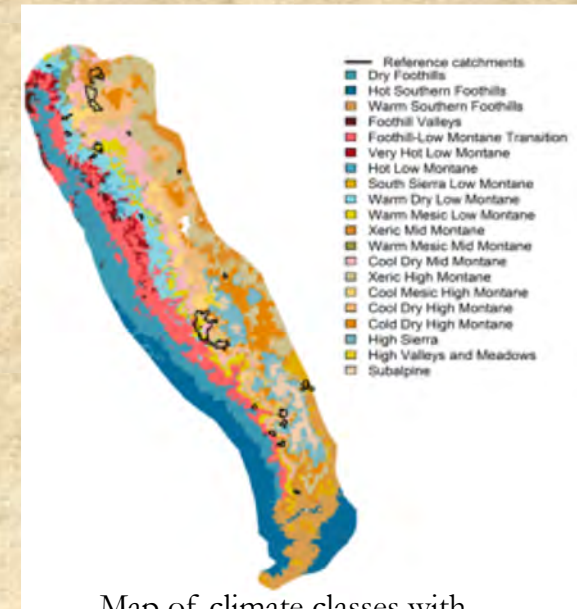 Reference catchments
Dry Foothills
Hot Southern Foothills
Warm Southern Foothills
Foothill Valleys
Foothill-Low Montane Transition
Very Hot Low Montane
Hot Low Montane
South Sierra Low Montane
Warm Dry Low Montane
Warm Mesic Low Montane
Xeric Mid Montane
Warm Mesic Mid Montane
Cool Dry Mid Montane
Xeric High Montane
Cool Mesic High Montane
Cool Dry High Montane
Cold Dry High Montane
High Sierra
High Valleys and Meadows
Subalpine
Map of climate classes with